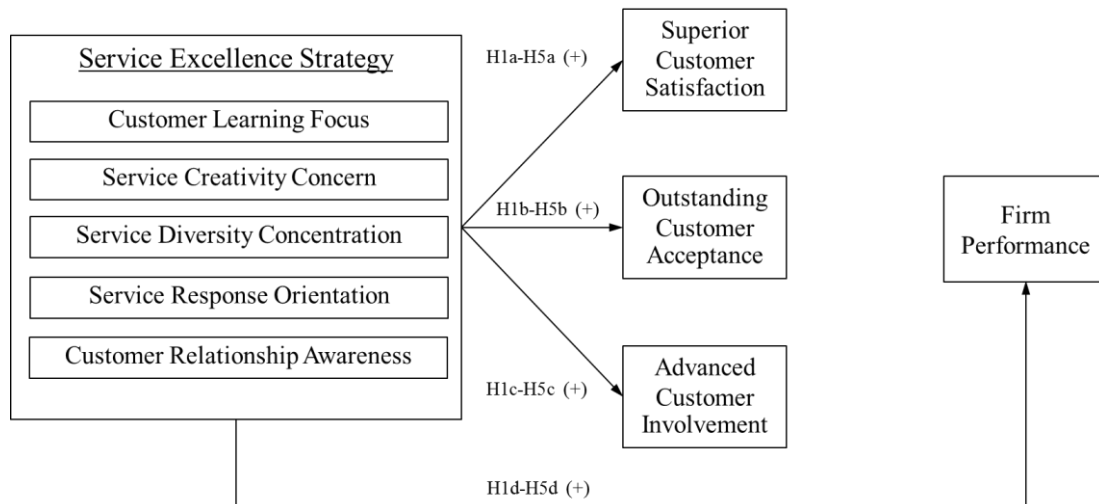 Service Excellence Strategy
Customer Learning Focus
Service Creativity Concern
Service Diversity Concentration
Service Response Orientation
Customer Relationship Awareness
H1a-H5a (+)
H1b-H5b (+)
H1c-H5c (+)
H1d-H5d (+)
Superior
Customer
Satisfaction
Outstanding
Customer
Acceptance
Advanced
Customer
Involvement
Firm
Performance